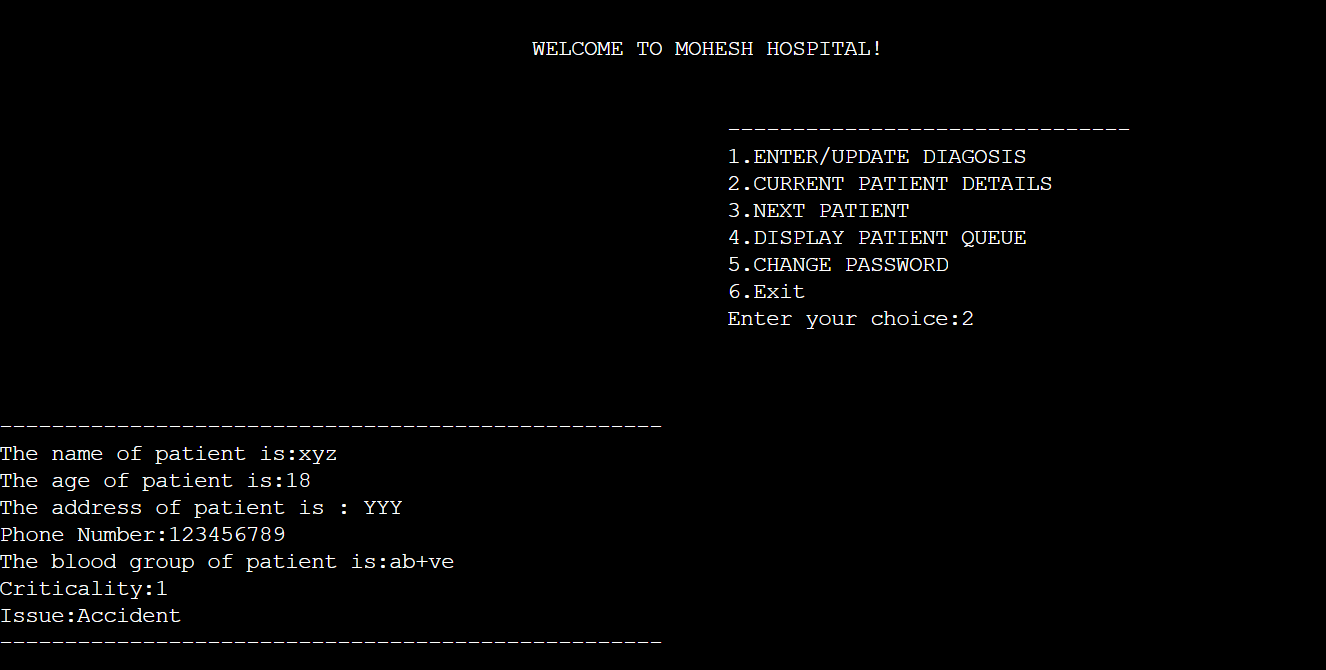 WELCOME TO MOHESH HOSPITAL!
-------------------------------
1.ENTER/UPDATE DIAGOSIS
2.CURRENT PATIENT DETAILS
3.NEXT PATIENT
4.DISPLAY PATIENT QUEUE
5.CHANGE PASSWORD
6.Exit
Enter your choice:2
---------------------------------------------------
The name of patient is:xyz
The age of patient is:18
The address of patient is : YYY
Phone Number:123456789
The blood group of patient is:ab+ve
Criticality:1
Issue:Accident
---------------------------------------------------